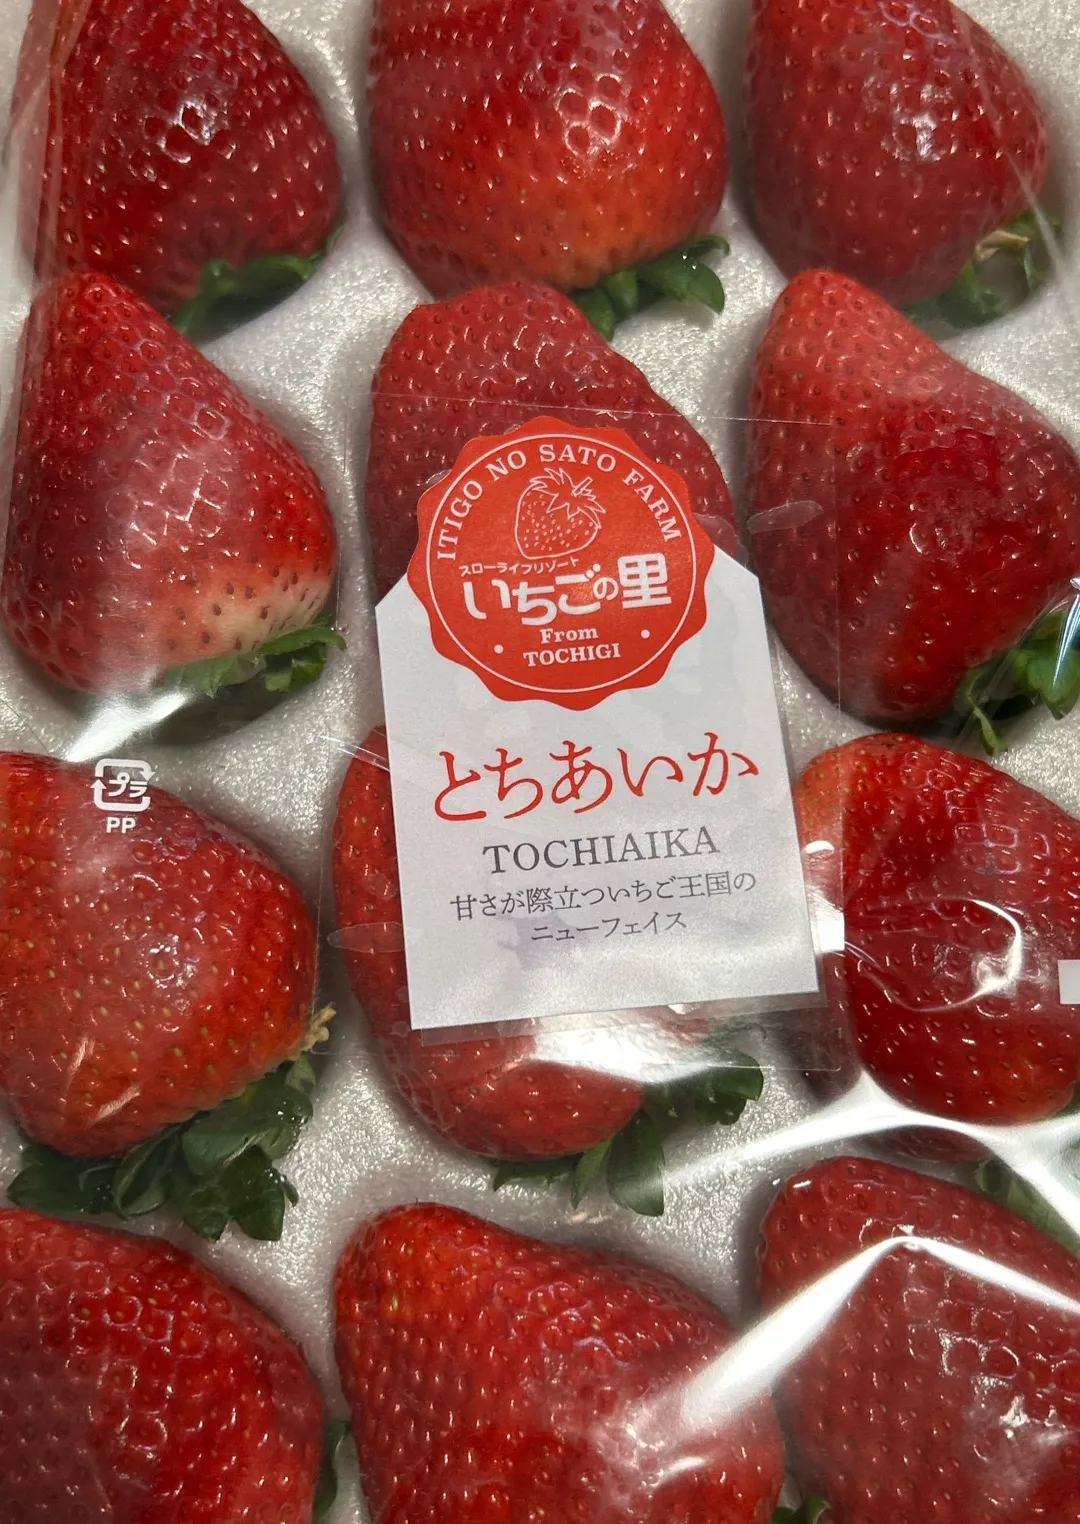 ITIGO NO SATO FARM
スローライフリゾート
いちごの里
From
TOCHIGI
とちあいか
TOCHIAIKA
甘さが際立ついちご王国の
ニューフェイス
プラ
PP